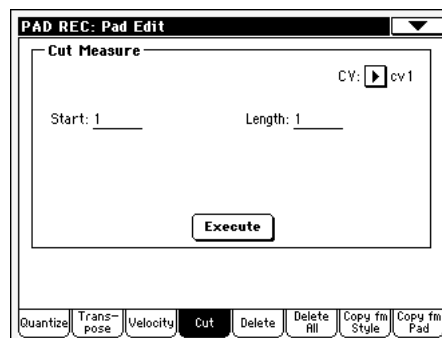 PAD REC: Pad Edit
Cut Measure
CV: cv1
Start: 1 Length: 1
Execute
Quantize Trans-pose Velocity Cut Delete Delete All Copy fm Style Copy fm Pad